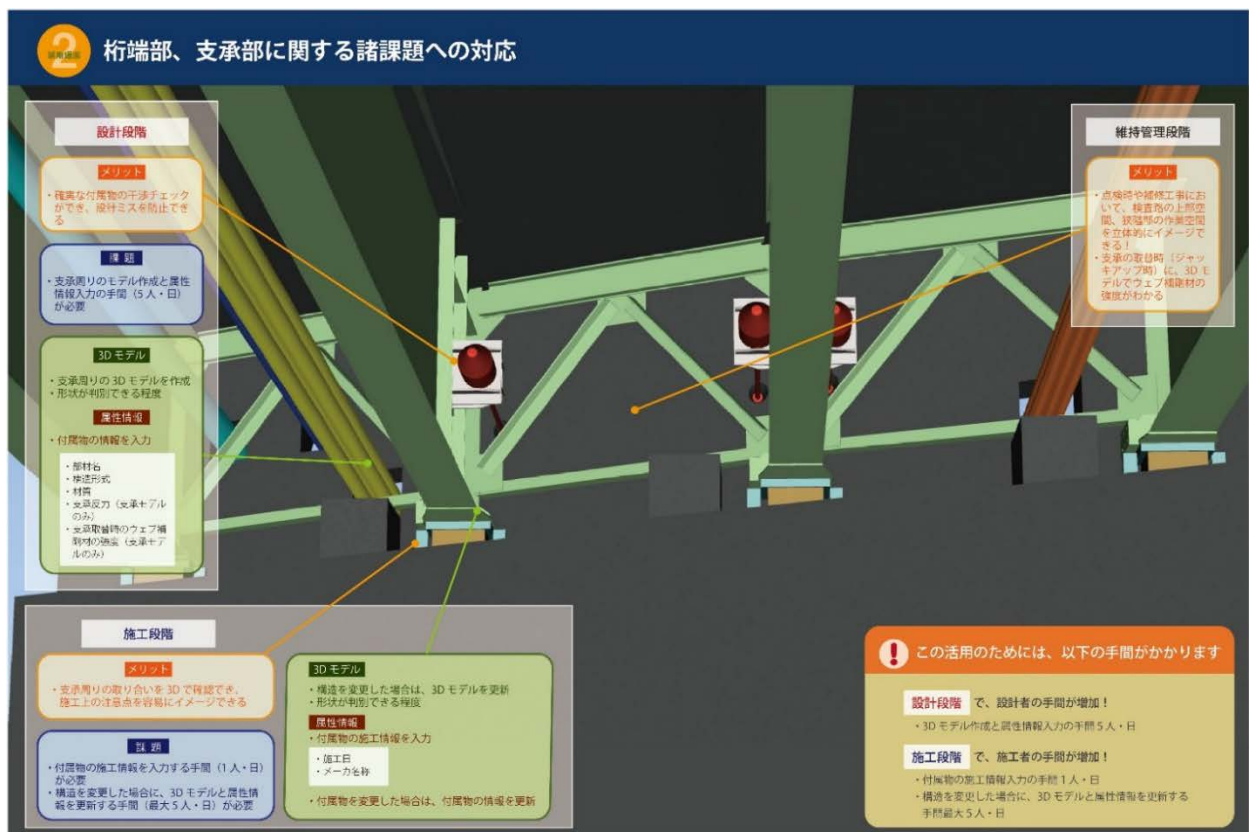 2
桁端部、支承部に関する諸課題への対応
設計段階
メリット
・確実な付属物の干渉チェック
ができ、設計ミスを防止でき
る
課 題
・支承周りのモデル作成と属性
情報入力の手間(5人・日)
が必要
3Dモデル
・支承周りの3Dモデルを作成
・形状が判別できる程度
属性情報
・付属物の情報を入力
・部材名
・構造形式
・材質
・支承反力(支承モデル
のみ)
・支承取替時のウェブ補
剛材の強度(支承モデ
ルのみ)
施工段階
メリット
・支承周りの取り合いを3Dで確認でき、
施工上の注意点を容易にイメージできる
課 題
・付属物の施工情報を入力する手間(1人・日)
が必要
・構造を変更した場合に、3Dモデルと属性情
報を更新する手間(最大5人・日)が必要
3Dモデル
・構造を変更した場合は、3Dモデルを更新
・形状が判別できる程度
属性情報
・付属物の施工情報を入力
・施工日
・メーカ名称
・付属物を変更した場合は、付属物の情報を更新
維持管理段階
メリット
・点検時や補修工事にお
いて、検査路の上部空
間、狭隘部の作業空間
を立体的にイメージで
きる!
・支承の取替時(ジャッ
キアップ時)に、3Dモ
デルでウェブ補剛材の
強度がわかる
! この活用のためには、以下の手間がかかります
設計段階 で、設計者の手間が増加!
・3Dモデル作成と属性情報入力の手間5人・日
施工段階 で、施工者の手間が増加!
・付属物の施工情報入力の手間1人・日
・構造を変更した場合に、3Dモデルと属性情報を更新する
手間最大5人・日